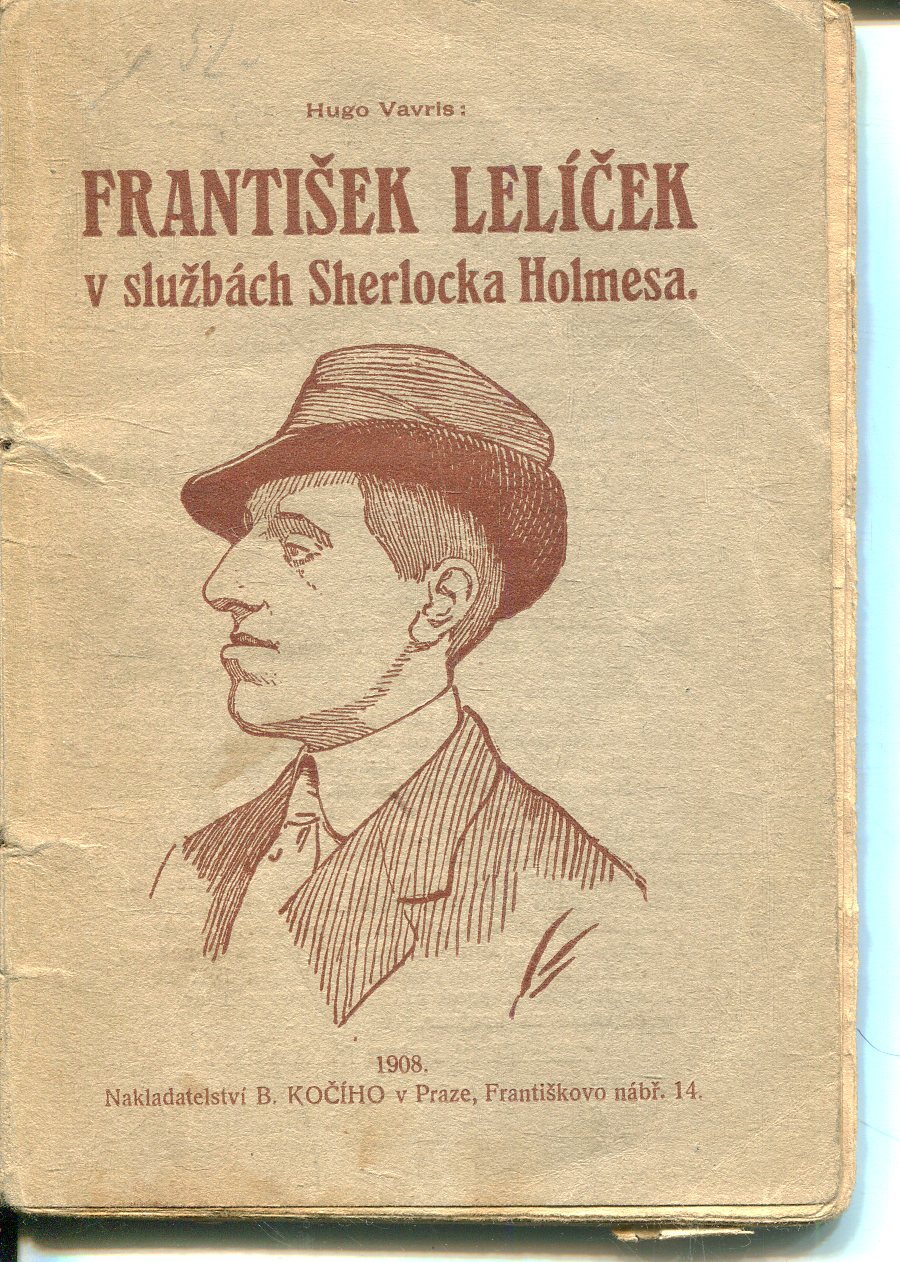 Hugo Vavris:
FRANTIŠEK LELÍČEK
v službách Sherlocka Holmesa.
1908.
Nakladatelství B. KOČÍHO v Praze, Františkovo nábř. 14.